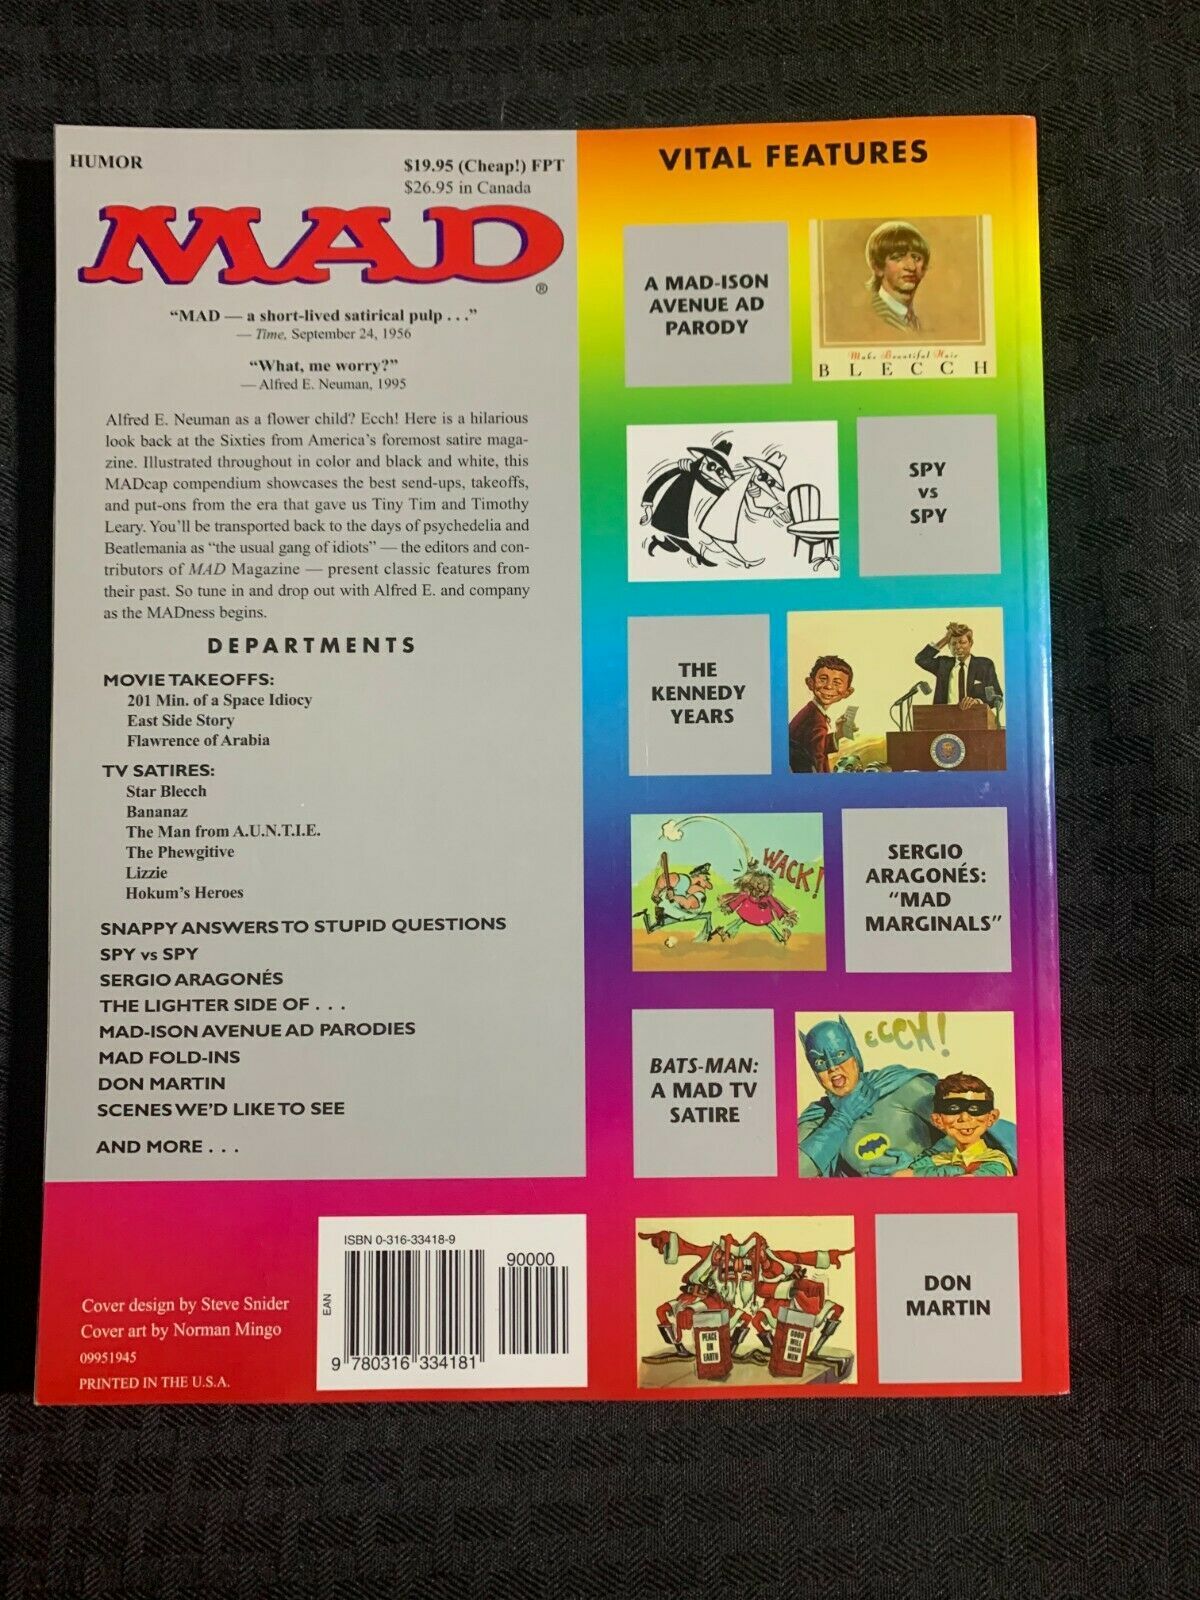 HUMOR
$19.95 (Cheap!) FPT
$26.95 in Canada
MAD
®
“MAD — a short-lived satirical pulp . . .”
— Time, September 24, 1956
“What, me worry?”
— Alfred E. Neuman, 1995
Alfred E. Neuman as a flower child? Ecch! Here is a hilarious
look back at the Sixties from America’s foremost satire maga-
zine. Illustrated throughout in color and black and white, this
MADcap compendium showcases the best send-ups, takeoffs,
and put-ons from the era that gave us Tiny Tim and Timothy
Leary. You’ll be transported back to the days of psychedelia and
Beatlemania as “the usual gang of idiots” — the editors and con-
tributors of MAD Magazine — present classic features from
their past. So tune in and drop out with Alfred E. and company
as the MADness begins.
DEPARTMENTS
MOVIE TAKEOFFS:
201 Min. of a Space Idiocy
East Side Story
Flawrence of Arabia
TV SATIRES:
Star Blecch
Bananaz
The Man from A.U.N.T.I.E.
The Phewgitive
Lizzie
Hokum’s Heroes
SNAPPY ANSWERS TO STUPID QUESTIONS
SPY vs SPY
SERGIO ARAGONÉS
THE LIGHTER SIDE OF . . .
MAD-ISON AVENUE AD PARODIES
MAD FOLD-INS
DON MARTIN
SCENES WE’D LIKE TO SEE
AND MORE . . .
Cover design by Steve Snider
Cover art by Norman Mingo
09951945
PRINTED IN THE U.S.A.
ISBN 0-316-33418-9
90000
EAN
9 780316 334181
VITAL FEATURES
A MAD-ISON
AVENUE AD
PARODY
Make Beautiful Hair
BLECCH
SPY
vs
SPY
THE
KENNEDY
YEARS
WACK!
SERGIO
ARAGONÉS:
“MAD
MARGINALS”
BATS-MAN:
A MAD TV
SATIRE
ECCH!
PEACE
ON
EARTH
GOOD
WILL
TOWARD
MEN
DON
MARTIN